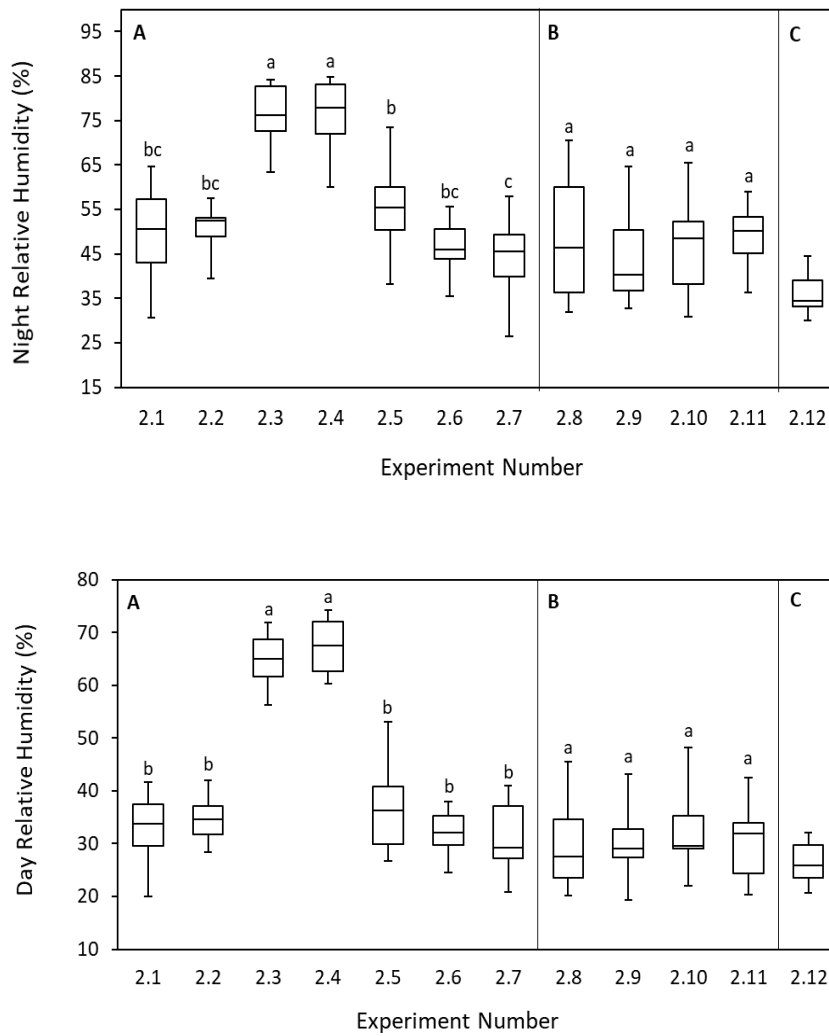 Night Relative Humidity (%)
95
85
75
65
55
45
35
25
15
A
B
C
bc
bc
a
a
b
bc
c
a
a
a
a
2.1 2.2 2.3 2.4 2.5 2.6 2.7 2.8 2.9 2.10 2.11 2.12
Experiment Number
Day Relative Humidity (%)
80
70
60
50
40
30
20
10
A
B
C
b
b
a
a
b
b
b
a
a
a
a
2.1 2.2 2.3 2.4 2.5 2.6 2.7 2.8 2.9 2.10 2.11 2.12
Experiment Number